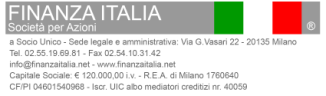 FINANZA ITALIA
Società per Azioni
®
a Socio Unico - Sede legale e amministrativa: Via G.Vasari 22 - 20135 Milano
Tel. 02.55.19.69.81 - Fax 02.54.10.31.42
info@finanzaitalia.net - www.finanzaitalia.net
Capitale Sociale: € 120.000,00 i.v. - R.E.A. di Milano 1760640
CF/PI 04601540968 - Iscr. UIC albo mediatori creditizi nr. 40059